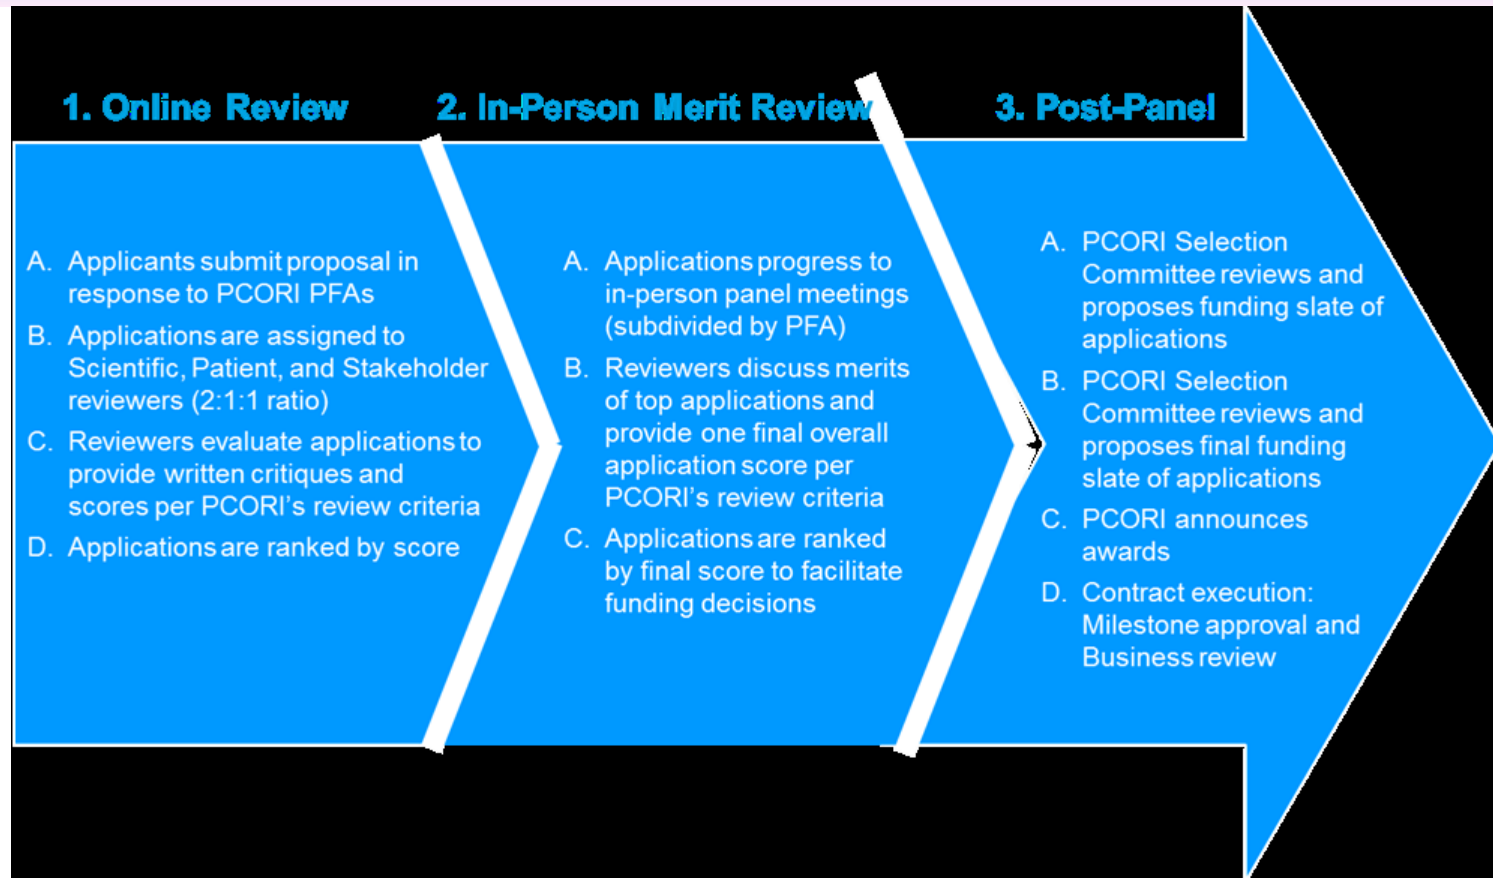 1. Online Review
A. Applicants submit proposal in
response to PCORI PFAs
B. Applications are assigned to
Scientific, Patient, and Stakeholder
reviewers (2:1:1 ratio)
C. Reviewers evaluate applications to
provide written critiques and
scores per PCORI’s review criteria
D. Applications are ranked by score
2. In-Person Merit Review
A. Applications progress to
in-person panel meetings
(subdivided by PFA)
B. Reviewers discuss merits
of top applications and
provide one final overall
application score per
PCORI’s review criteria
C. Applications are ranked
by final score to facilitate
funding decisions
3. Post-Panel
A. PCORI Selection
Committee reviews and
proposes funding slate of
applications
B. PCORI Selection
Committee reviews and
proposes final funding
slate of applications
C. PCORI announces
awards
D. Contract execution:
Milestone approval and
Business review